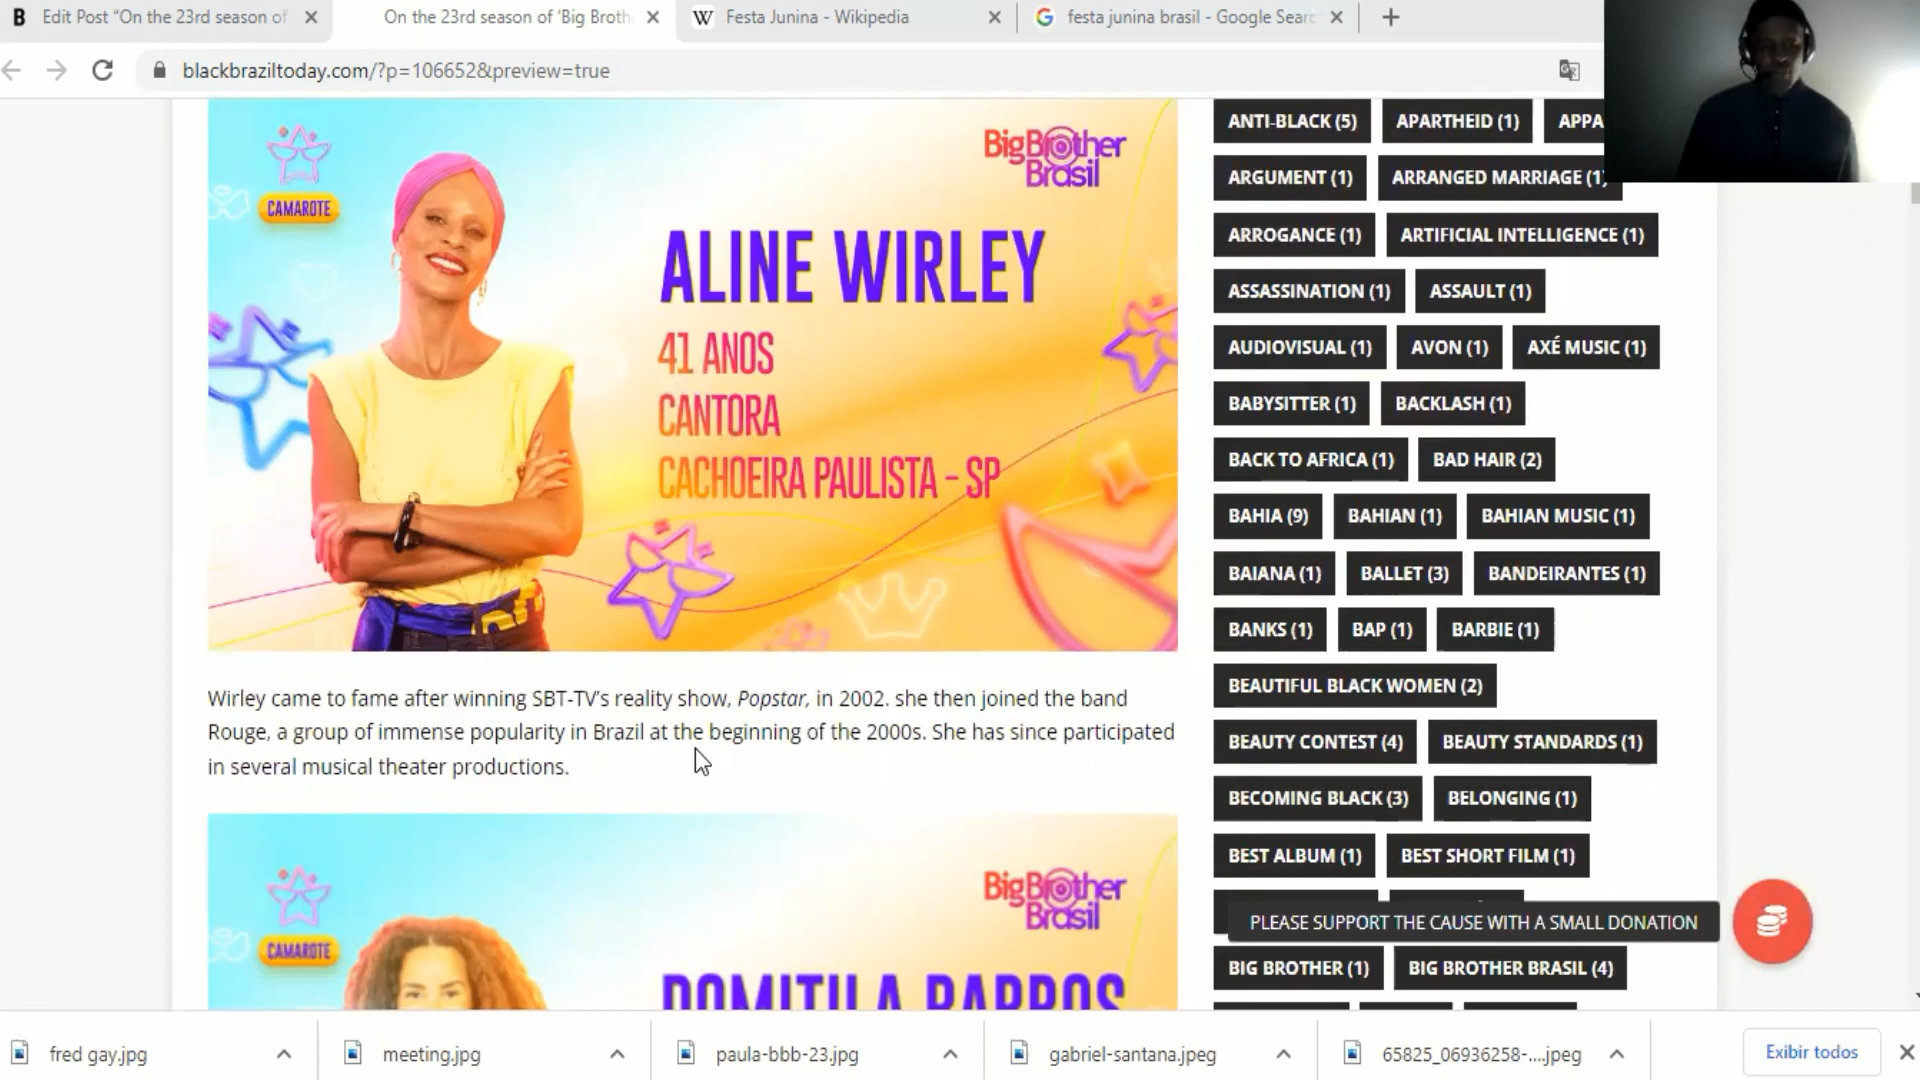 B Edit Post “On the 23rd season of
On the 23rd season of 'Big Broth
W Festa Junina - Wikipedia
G festa junina brasil - Google Searc
blackbraziltoday.com/?p=106652&preview=true
CAMAROTE
BigBrother
Brasil
ALINE WIRLEY
41 ANOS
CANTORA
CACHOEIRA PAULISTA - SP
Wirley came to fame after winning SBT-TV's reality show, Popstar, in 2002. she then joined the band
Rouge, a group of immense popularity in Brazil at the beginning of the 2000s. She has since participated
in several musical theater productions.
CAMAROTE
BigBrother
Brasil
DOMITILA BARROS
ANTI-BLACK (5) APARTHEID (1) APPA
ARGUMENT (1) ARRANGED MARRIAGE (1)
ARROGANCE (1) ARTIFICIAL INTELLIGENCE (1)
ASSASSINATION (1) ASSAULT (1)
AUDIOVISUAL (1) AVON (1) AXÉ MUSIC (1)
BABYSITTER (1) BACKLASH (1)
BACK TO AFRICA (1) BAD HAIR (2)
BAHIA (9) BAHIAN (1) BAHIAN MUSIC (1)
BAIANA (1) BALLET (3) BANDEIRANTES (1)
BANKS (1) BAP (1) BARBIE (1)
BEAUTIFUL BLACK WOMEN (2)
BEAUTY CONTEST (4) BEAUTY STANDARDS (1)
BECOMING BLACK (3) BELONGING (1)
BEST ALBUM (1) BEST SHORT FILM (1)
PLEASE SUPPORT THE CAUSE WITH A SMALL DONATION
BIG BROTHER (1) BIG BROTHER BRASIL (4)
fred gay.jpg
meeting.jpg
paula-bbb-23.jpg
gabriel-santana.jpeg
65825_06936258-....jpeg
Exibir todos